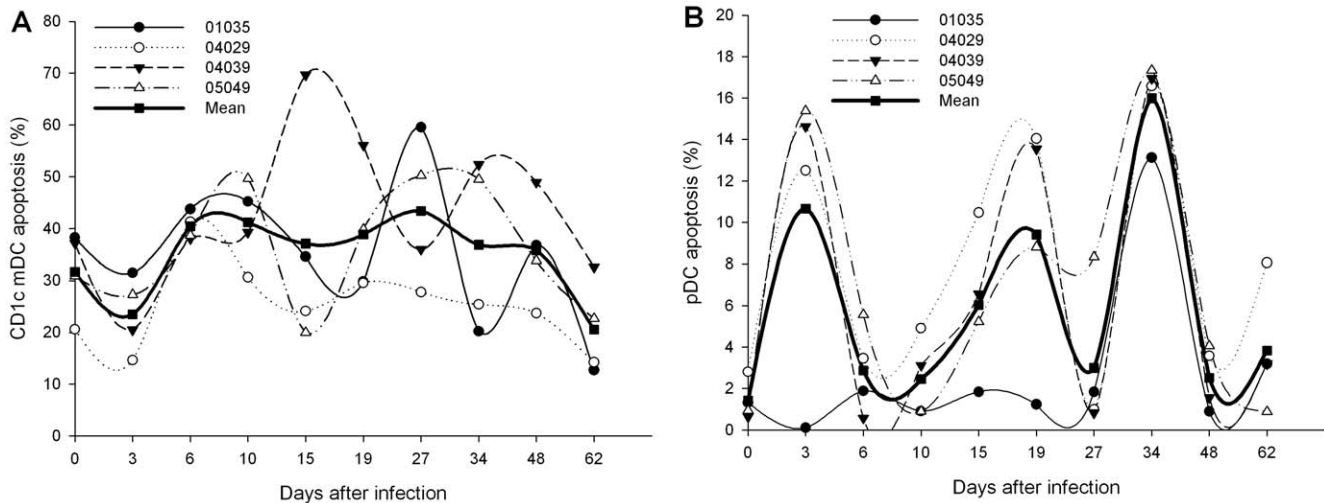 A
01035
04029
04039
05049
Mean
CD1c mDC apoptosis (%)
80
70
60
50
40
30
20
10
0
0 3 6 10 15 19 27 34 48 62
Days after infection
B
01035
04029
04039
05049
Mean
pDC apoptosis (%)
20
18
16
14
12
10
8
6
4
2
0
0 3 6 10 15 19 27 34 48 62
Days after infection